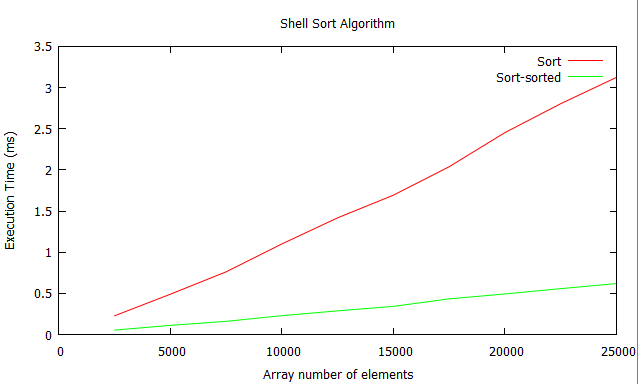 Shell Sort Algorithm
3.5
Sort
Sort-sorted
3
2.5
2
1.5
1
0.5
0
Execution Time (ms)
0 5000 10000 15000 20000 25000
Array number of elements